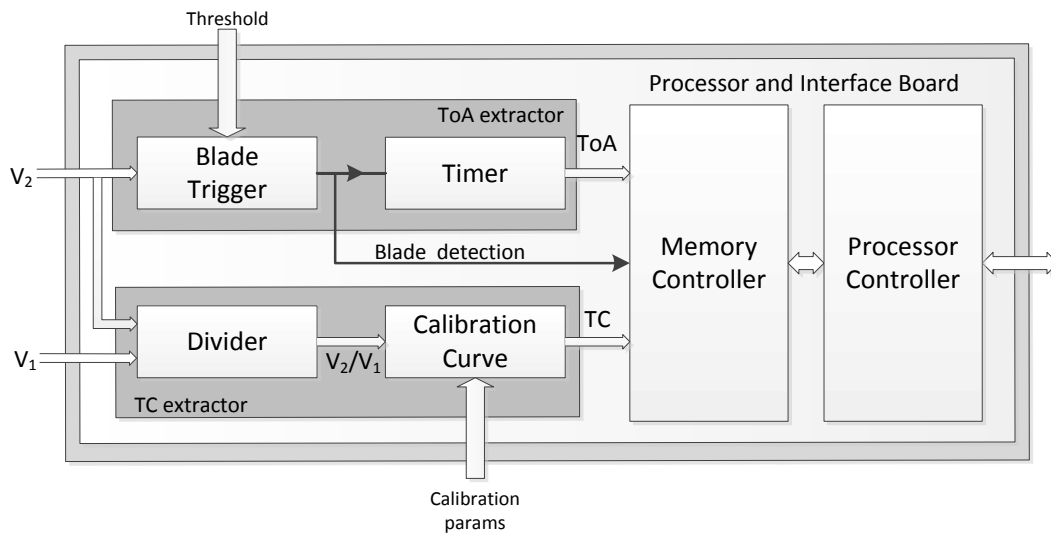 Threshold
Processor and Interface Board
ToA extractor
ToA
V₂
Blade
Trigger
Timer
Blade detection
Memory
Controller
Processor
Controller
V₁
Divider
V₂/V₁
Calibration
Curve
TC
TC extractor
Calibration
params